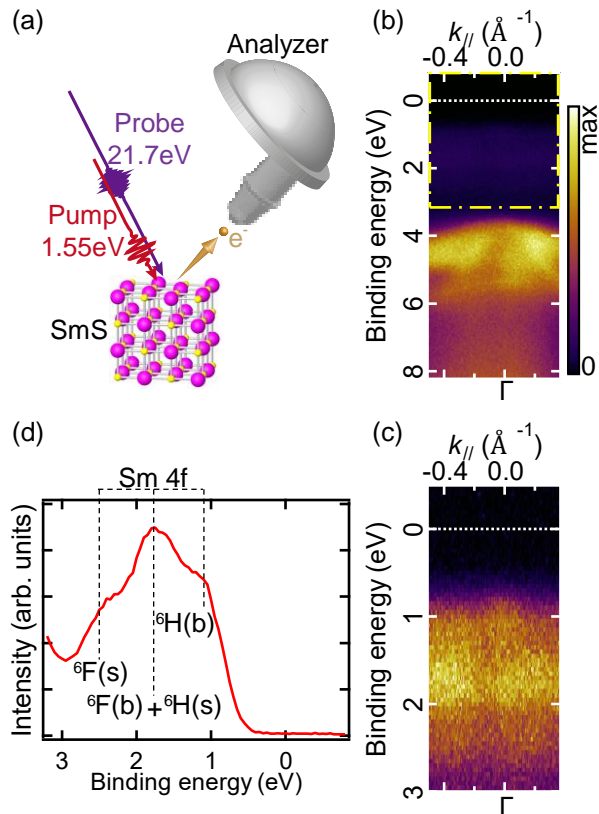 (a)
Analyzer
Probe
21.7eV
Pump
1.55eV
e-
SmS
(b)
k// (Å-1)
-0.4 0.0
Binding energy (eV)
0
2
4
6
8
Γ
max
0
(d)
Sm 4f
Intensity (arb. units)
6H(b)
6F(s)
6F(b)+6H(s)
3 2 1 0
Binding energy (eV)
(c)
k// (Å-1)
-0.4 0.0
Binding energy (eV)
0
1
2
3
Γ